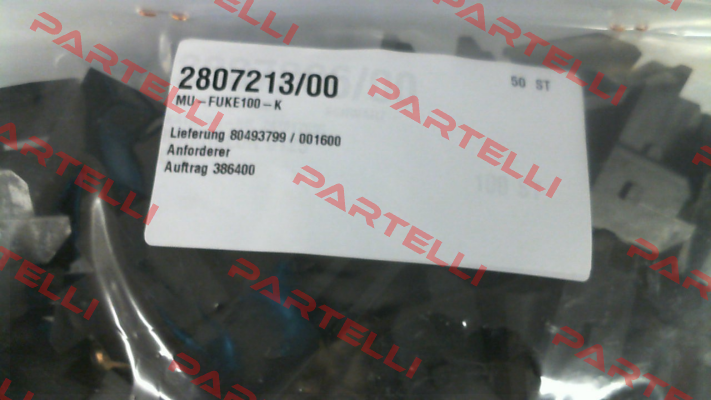 2807213/00
50 ST
MU-FUKE100-K
Lieferung 80493799 / 001600
Anforderer
Auftrag 386400
PARTELLI
PARTELLI
PARTELLI
PARTELLI
PARTELLI
PARTELLI
PARTELLI
PARTELLI